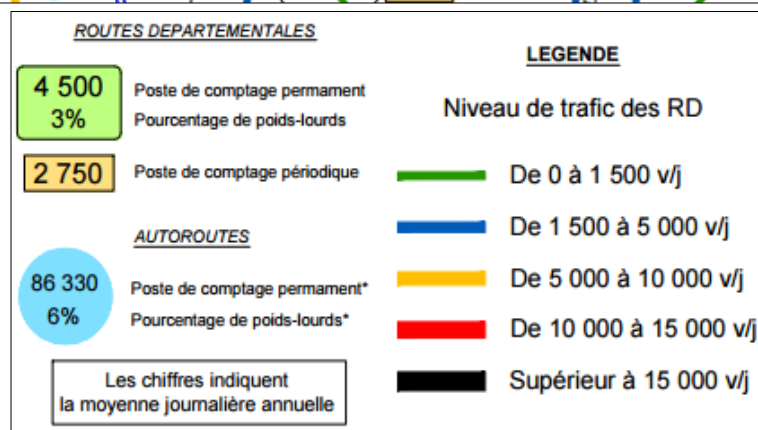 ROUTES DEPARTEMENTALES
4 500
3%
Poste de comptage permament
Pourcentage de poids-lourds
2 750
Poste de comptage périodique
AUTOROUTES
86 330
6%
Poste de comptage permament*
Pourcentage de poids-lourds*
Les chiffres indiquent
la moyenne journalière annuelle
LEGENDE
Niveau de trafic des RD
De 0 à 1 500 v/j
De 1 500 à 5 000 v/j
De 5 000 à 10 000 v/j
De 10 000 à 15 000 v/j
Supérieur à 15 000 v/j